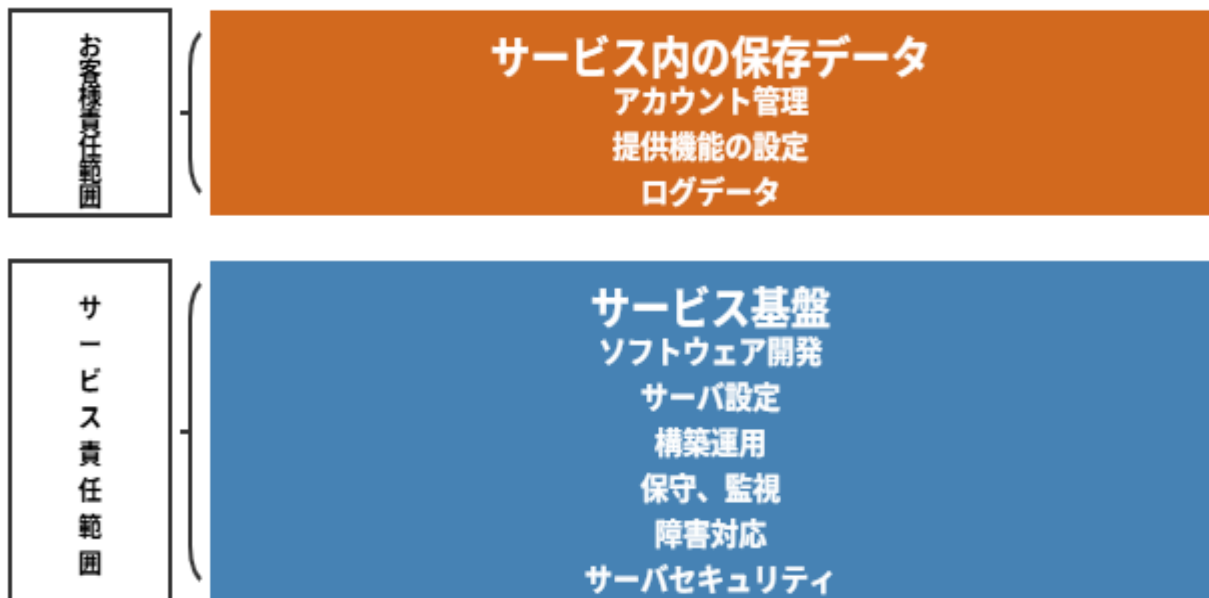 お客様責任範囲
サービス内の保存データ
アカウント管理
提供機能の設定
ログデータ
サービス責任範囲
サービス基盤
ソフトウェア開発
サーバ設定
構築運用
保守、監視
障害対応
サーバセキュリティ